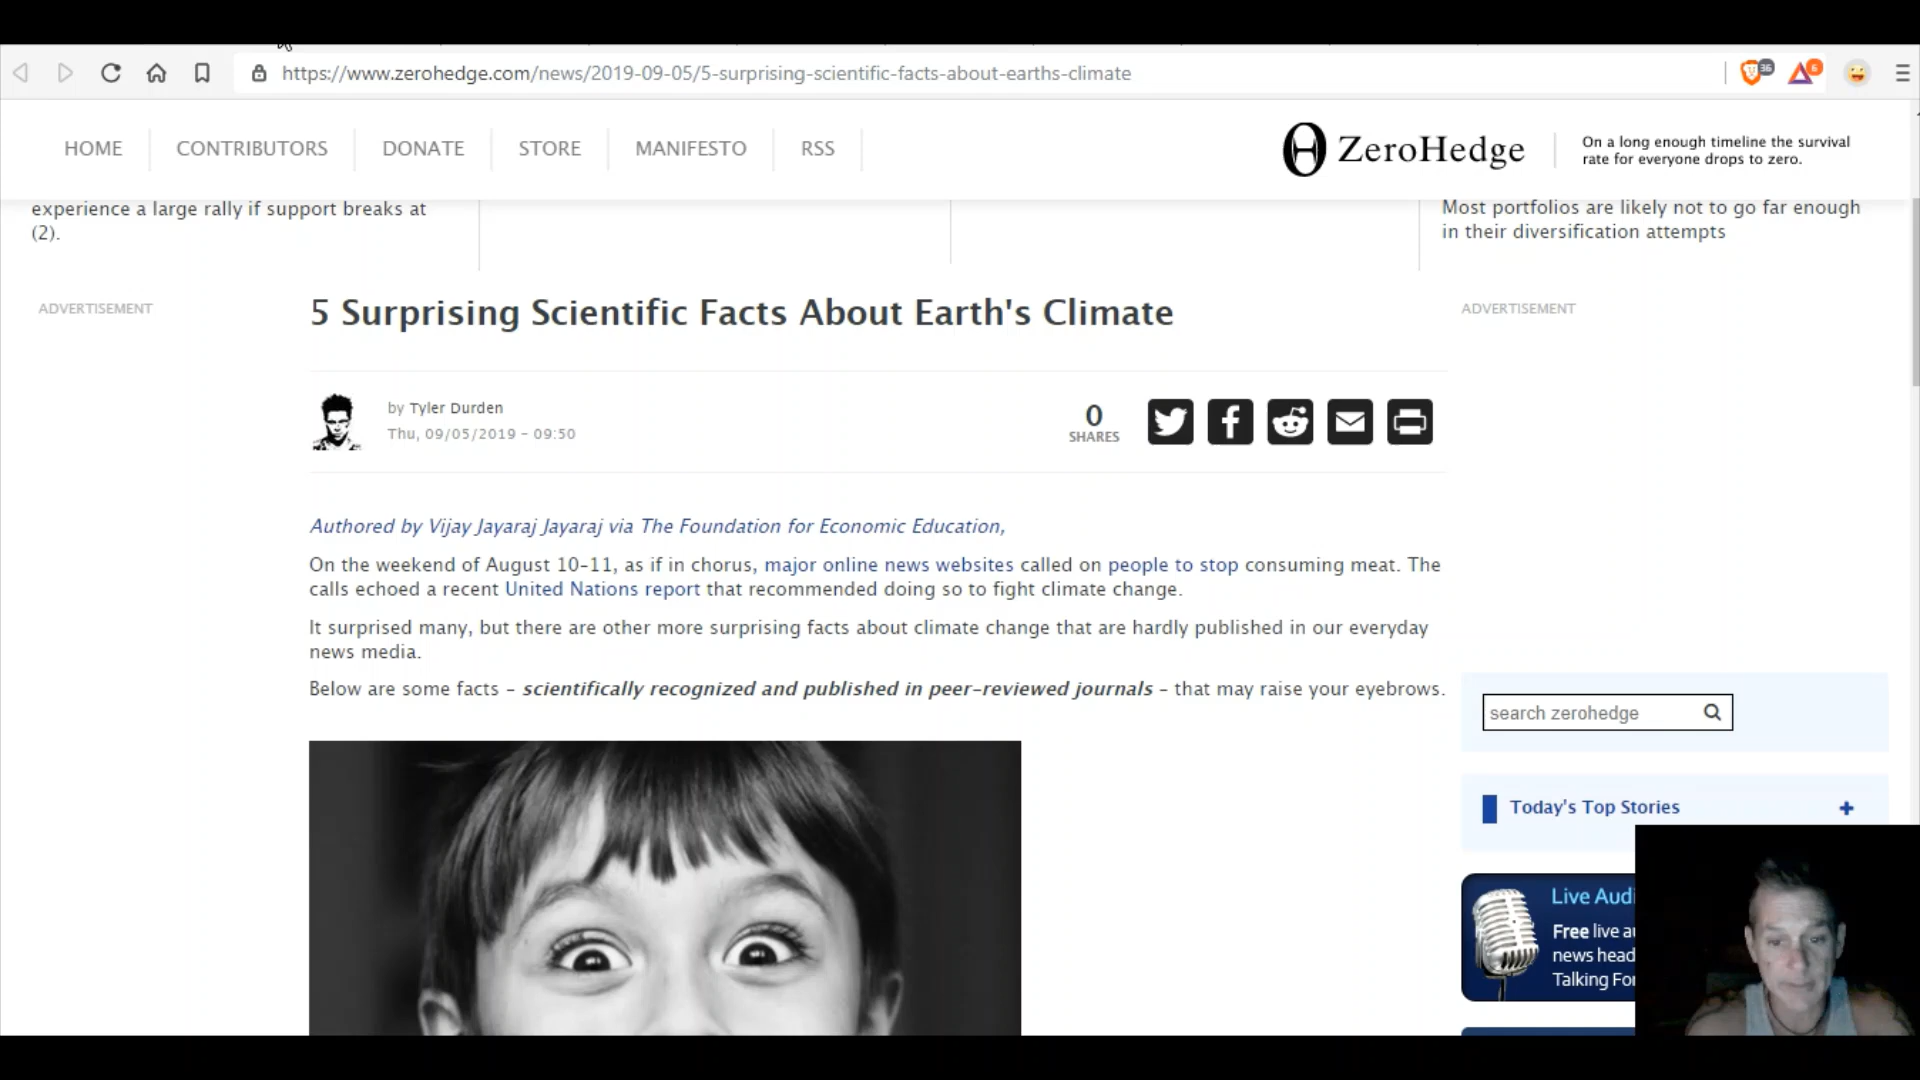 https://www.zerohedge.com/news/2019-09-05/5-surprising-scientific-facts-about-earths-climate
36
6
HOME
CONTRIBUTORS
DONATE
STORE
MANIFESTO
RSS
ZeroHedge
On a long enough timeline the survival
rate for everyone drops to zero.
experience a large rally if support breaks at
(2).
Most portfolios are likely not to go far enough
in their diversification attempts
ADVERTISEMENT
5 Surprising Scientific Facts About Earth's Climate
ADVERTISEMENT
by Tyler Durden
Thu, 09/05/2019 - 09:50
0
SHARES
Authored by Vijay Jayaraj Jayaraj via The Foundation for Economic Education,
On the weekend of August 10-11, as if in chorus, major online news websites called on people to stop consuming meat. The
calls echoed a recent United Nations report that recommended doing so to fight climate change.
It surprised many, but there are other more surprising facts about climate change that are hardly published in our everyday
news media.
Below are some facts – scientifically recognized and published in peer-reviewed journals – that may raise your eyebrows.
search zerohedge
Today's Top Stories
+
Live Audi
Free live au
news head
Talking For